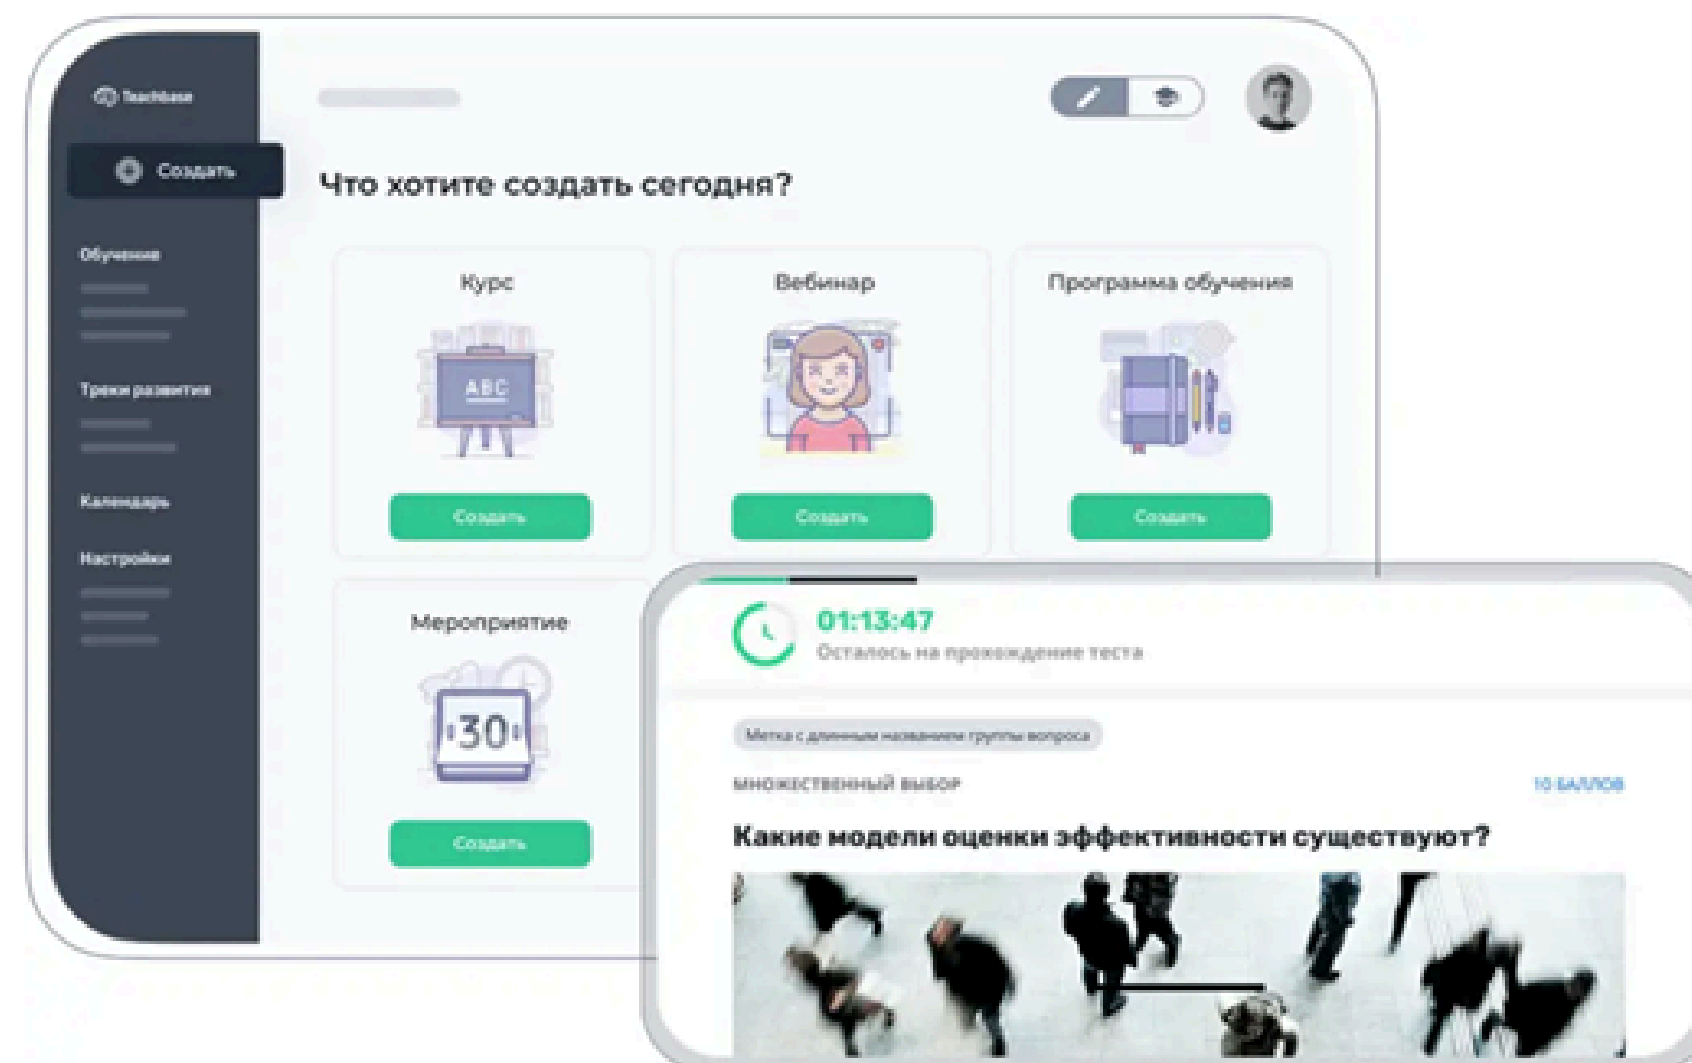 Teachbase
Создать
Обучение
Треки развития
Календарь
Настройки
Что хотите создать сегодня?
Курс
ABC
Создать
Вебинар
Создать
Программа обучения
Создать
Мероприятие
30
Создать
01:13:47
Осталось на прохождение теста
Метка с длинным названием группы вопроса
МНОЖЕСТВЕННЫЙ ВЫБОР
10 БАЛЛОВ
Какие модели оценки эффективности существуют?